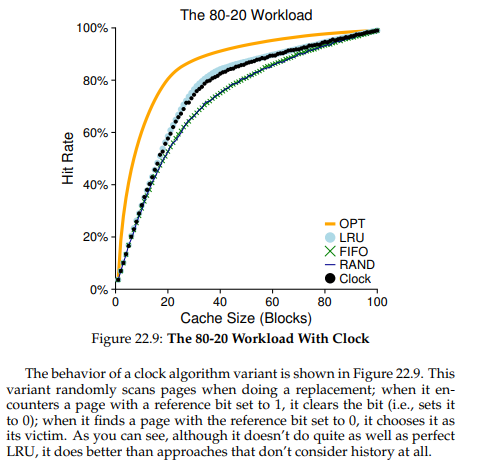 The 80-20 Workload
100%
80%
60%
40%
20%
0%
Hit Rate
OPT
LRU
FIFO
RAND
Clock
0 20 40 60 80 100
Cache Size (Blocks)
Figure 22.9: The 80-20 Workload With Clock
The behavior of a clock algorithm variant is shown in Figure 22.9. This
variant randomly scans pages when doing a replacement; when it en-
counters a page with a reference bit set to 1, it clears the bit (i.e., sets it
to 0); when it finds a page with the reference bit set to 0, it chooses it as
its victim. As you can see, although it doesn't do quite as well as perfect
LRU, it does better than approaches that don't consider history at all.